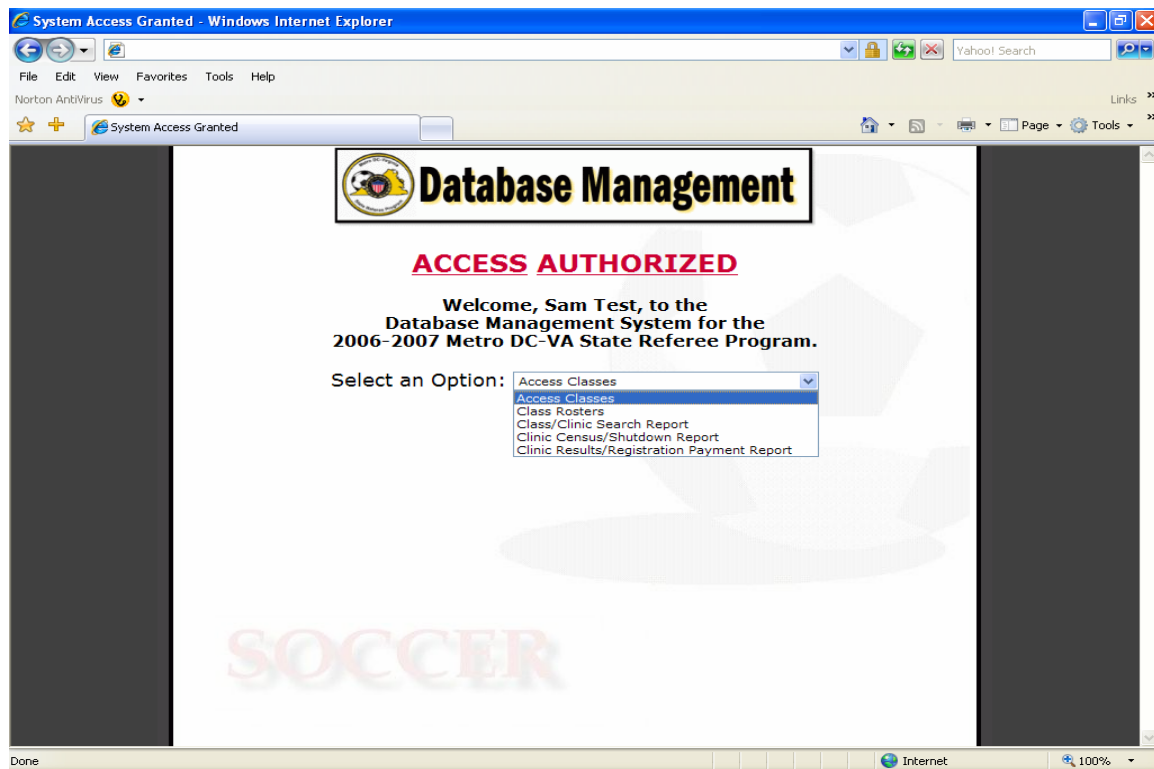 System Access Granted - Windows Internet Explorer
Yahoo! Search
File Edit View Favorites Tools Help
Norton AntiVirus
Links »
System Access Granted
Page Tools »
Database Management
ACCESS AUTHORIZED
Welcome, Sam Test, to the
Database Management System for the
2006-2007 Metro DC-VA State Referee Program.
Select an Option: Access Classes
Access Classes
Class Rosters
Class/Clinic Search Report
Clinic Census/Shutdown Report
Clinic Results/Registration Payment Report
SOCCER
Done Internet 100%